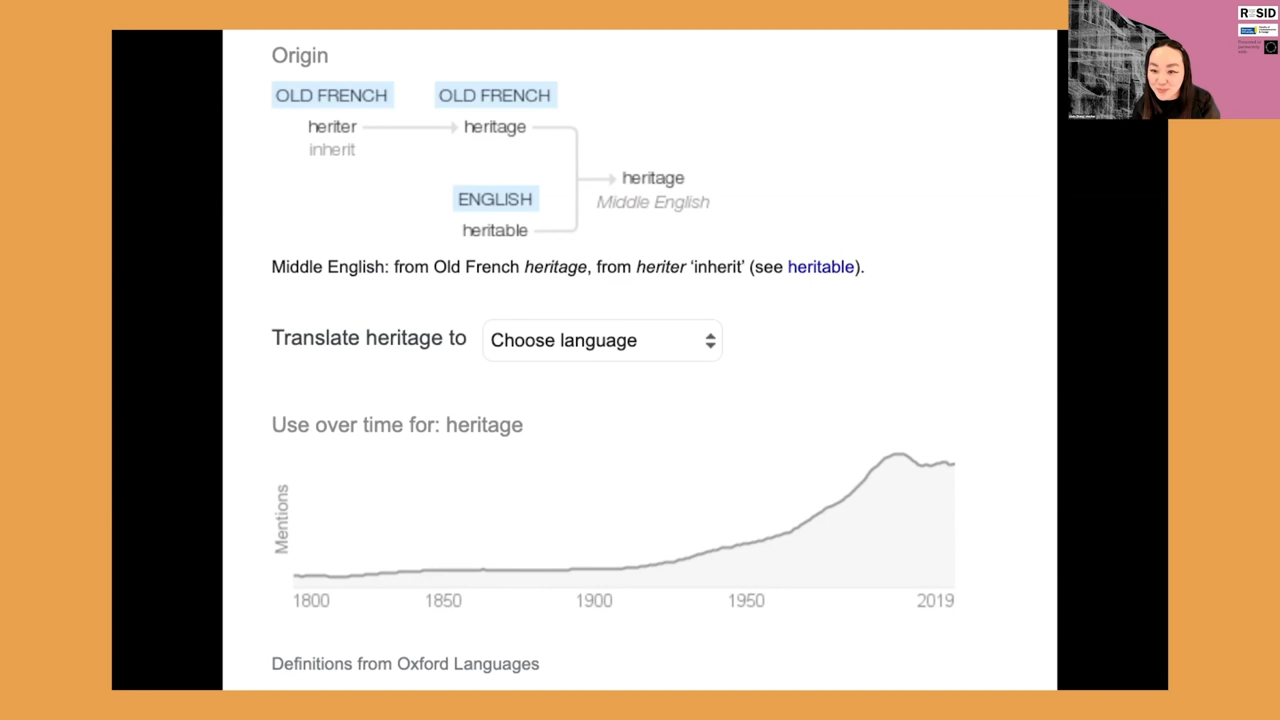 Origin
OLD FRENCH OLD FRENCH
heriter heritage
inherit
heritage
ENGLISH Middle English
heritable
Middle English: from Old French heritage, from heriter ‘inherit’ (see heritable).
Translate heritage to Choose language
Use over time for: heritage
Mentions
1800 1850 1900 1950 2019
Definitions from Oxford Languages